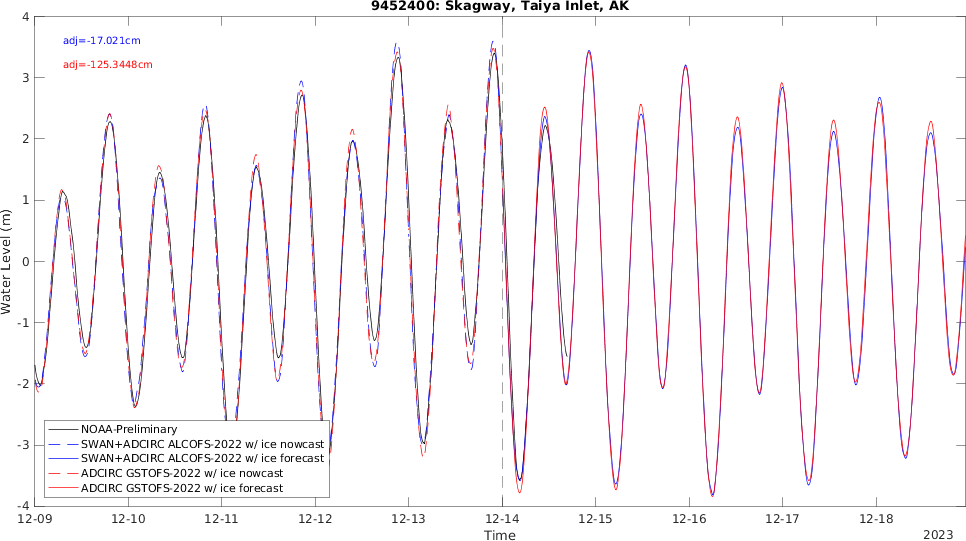 9452400: Skagway, Taiya Inlet, AK
4
adj=-17.021cm
adj=-125.3448cm
3
2
1
0
-1
-2
-3
-4
Water Level (m)
NOAA-Preliminary
SWAN+ADCIRC ALCOFS-2022 w/ ice nowcast
SWAN+ADCIRC ALCOFS-2022 w/ ice forecast
ADCIRC GSTOFS-2022 w/ ice nowcast
ADCIRC GSTOFS-2022 w/ ice forecast
12-09 12-10 12-11 12-12 12-13 12-14 12-15 12-16 12-17 12-18
Time
2023